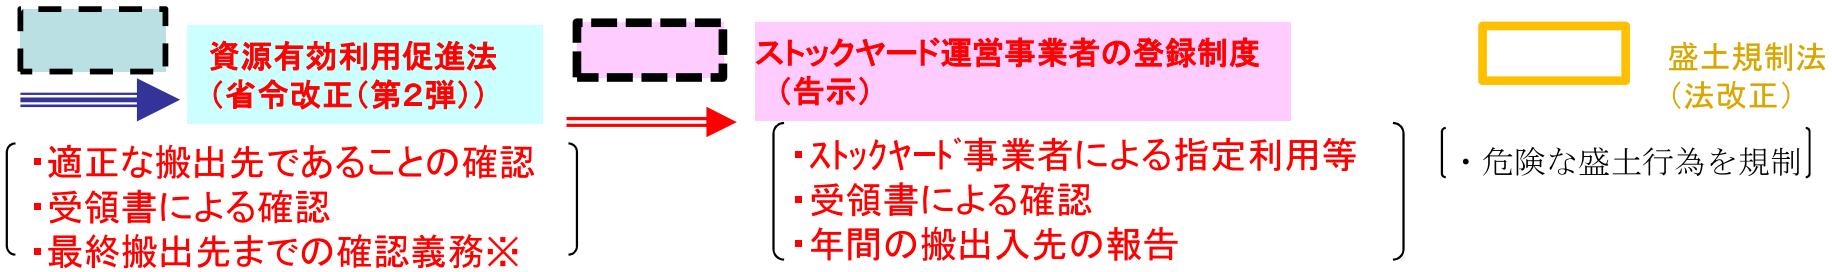 資源有効利用促進法
（省令改正（第２弾））
・適正な搬出先であることの確認
・受領書による確認
・最終搬出先までの確認義務※
ストックヤード運営事業者の登録制度
（告示）
・ｽﾄｯｸﾔｰﾄﾞ事業者による指定利用等
・受領書による確認
・年間の搬出入先の報告
盛土規制法
（法改正）
・危険な盛土行為を規制